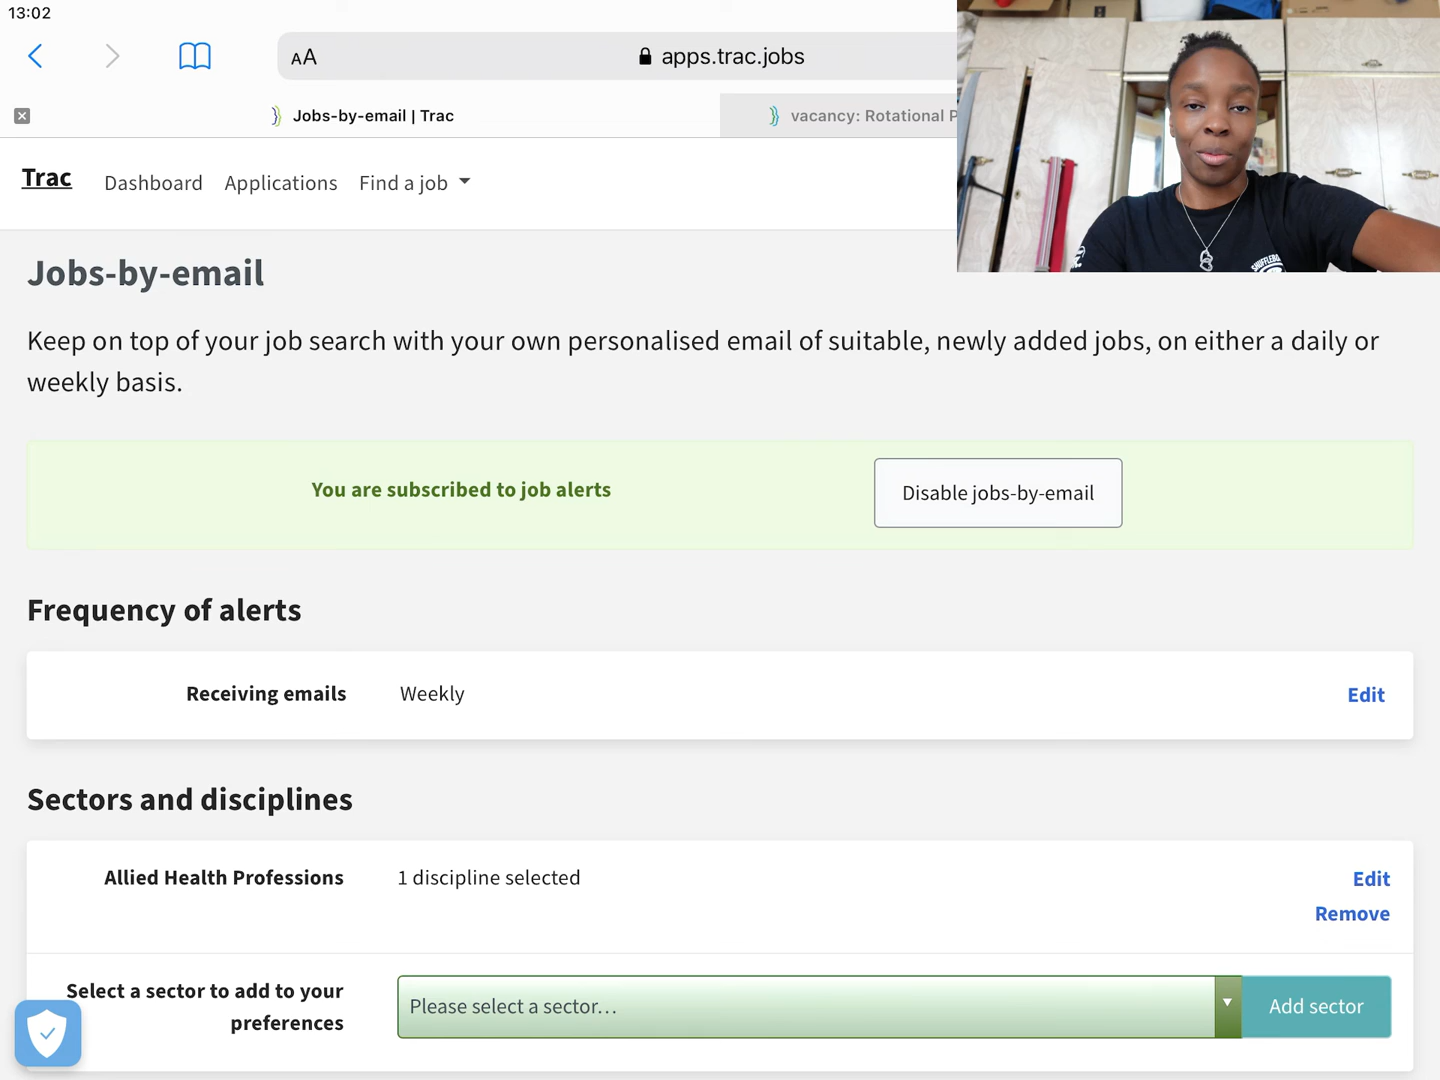 13:02
AA
apps.trac.jobs
Jobs-by-email | Trac
vacancy: Rotational P
Trac
Dashboard
Applications
Find a job
Jobs-by-email
Keep on top of your job search with your own personalised email of suitable, newly added jobs, on either a daily or
weekly basis.
You are subscribed to job alerts
Disable jobs-by-email
Frequency of alerts
Receiving emails
Weekly
Edit
Sectors and disciplines
Allied Health Professions
1 discipline selected
Edit
Remove
Select a sector to add to your
preferences
Please select a sector...
Add sector